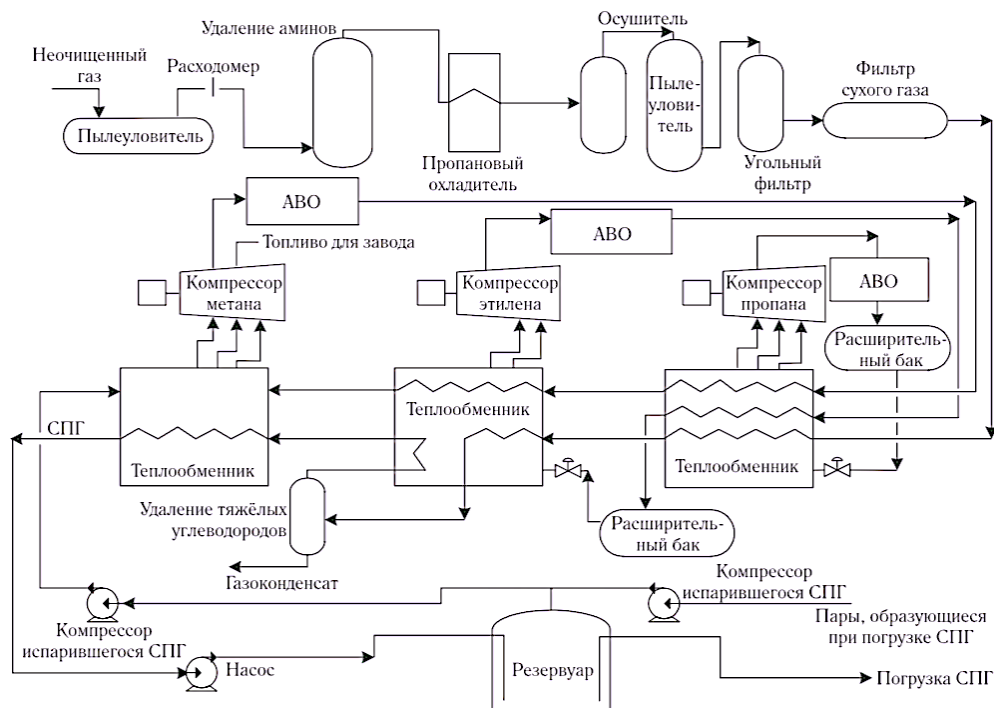 Удаление аминов
Осушитель
Неочищенный
газ
Расходомер
Пылеуловитель
Пыле-
улови-
тель
Фильтр
сухого газа
Пропановый
охладитель
Угольный
фильтр
АВО
АВО
АВО
Топливо для завода
Компрессор
метана
Компрессор
этилена
Компрессор
пропана
Расширитель-
ный бак
СПГ
Теплообменник
Теплообменник
Теплообменник
Удаление тяжёлых
углеводородов
Расширитель-
ный бак
Газоконденсат
Компрессор
испарившегося СПГ
Пары, образующиеся
при погрузке СПГ
Компрессор
испарившегося СПГ
Насос
Резервуар
Погрузка СПГ